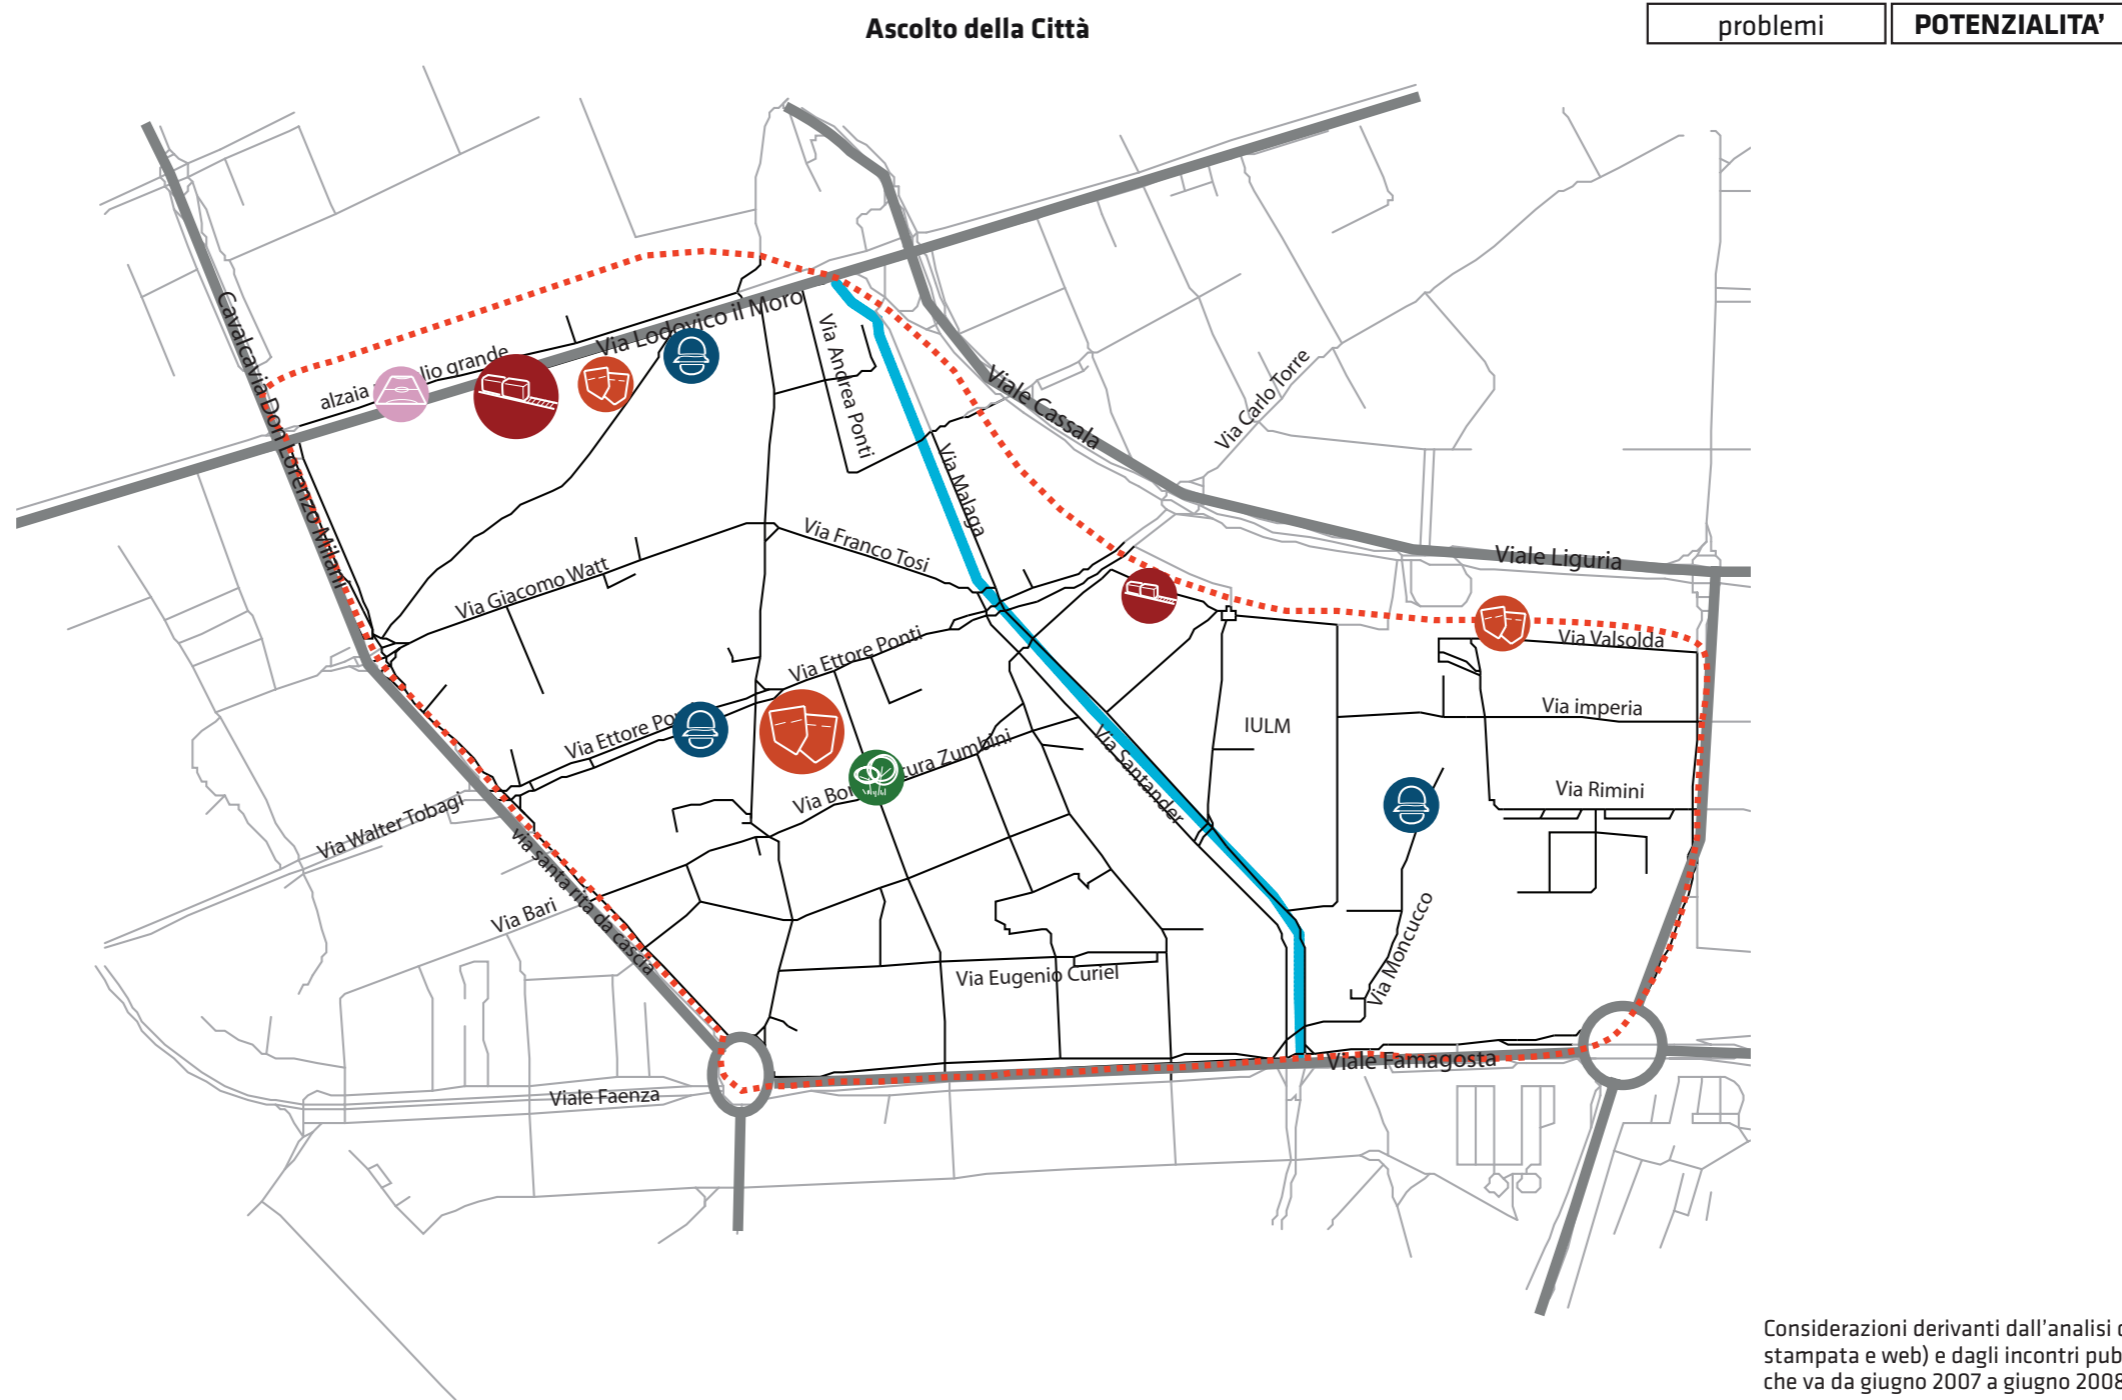 Ascolto della Città
problemi
POTENZIALITA'
Cavalcavia Don Lorenzo Milani
alzaia
lio grande
Via Lodovico il Moro
Via Andrea Ponti
Viale Cassala
Via Carlo Torre
Via Malaga
Via Franco Tosi
Via Giacomo Watt
Viale Liguria
Via Valsolda
Via Ettore Ponti
Via imperia
IULM
Via Ettore Po
Via Santander
tura Zumbini
Via Bo
Via Rimini
Via Walter Tobagi
via santa rita da cascia
Via Bari
Via Moncucco
Via Eugenio Curiel
Viale Famagosta
Viale Faenza
Considerazioni derivanti dall'analisi
stampata e web) e dagli incontri pub
che va da giugno 2007 a giugno 2008